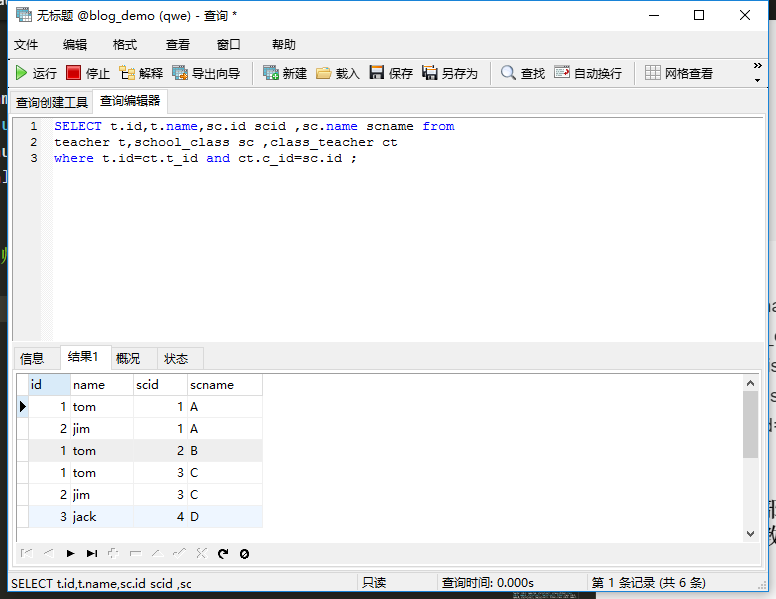 无标题 @blog_demo (qwe) - 查询 *
文件 编辑 格式 查看 窗口 帮助
运行 停止 解释 导出向导 新建 载入 保存 另存为 查找 自动换行 网格查看
查询创建工具 查询编辑器
1 SELECT t.id,t.name,sc.id scid ,sc.name scname from
2 teacher t,school_class sc ,class_teacher ct
3 where t.id=ct.t_id and ct.c_id=sc.id ;
信息 结果1 概况 状态
id name scid scname
1 tom 1 A
2 jim 1 A
1 tom 2 B
1 tom 3 C
2 jim 3 C
3 jack 4 D
SELECT t.id,t.name,sc.id scid ,sc 只读 查询时间: 0.000s 第 1 条记录 (共 6 条)